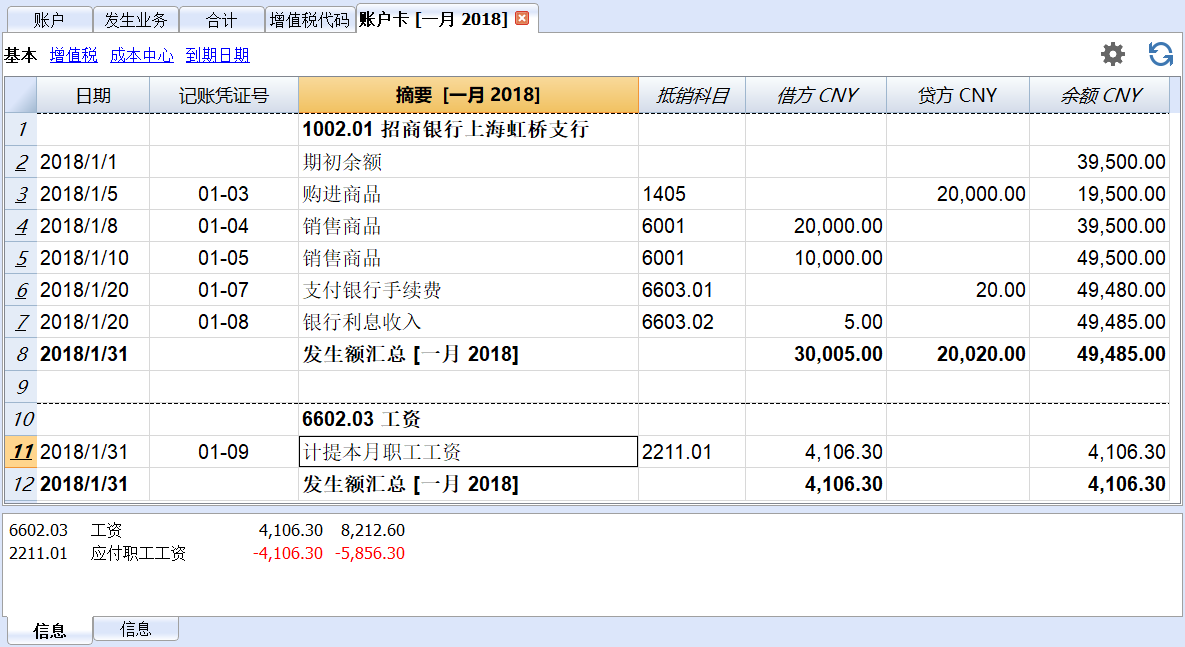 账户 发生业务 合计 增值税代码 账户卡 [一月 2018]
基本 增值税 成本中心 到期日期
日期 记账凭证号 摘要 [一月 2018] 抵销科目 借方 CNY 贷方 CNY 余额 CNY
1 1002.01 招商银行上海虹桥支行
2 2018/1/1 期初余额 39,500.00
3 2018/1/5 01-03 购进商品 1405 20,000.00 19,500.00
4 2018/1/8 01-04 销售商品 6001 20,000.00 39,500.00
5 2018/1/10 01-05 销售商品 6001 10,000.00 49,500.00
6 2018/1/20 01-07 支付银行手续费 6603.01 20.00 49,480.00
7 2018/1/20 01-08 银行利息收入 6603.02 5.00 49,485.00
8 2018/1/31 发生额汇总 [一月 2018] 30,005.00 20,020.00 49,485.00
9
10 6602.03 工资
11 2018/1/31 01-09 计提本月职工工资 2211.01 4,106.30 4,106.30
12 2018/1/31 发生额汇总 [一月 2018] 4,106.30 4,106.30
6602.03 工资 4,106.30 8,212.60
2211.01 应付职工工资 -4,106.30 -5,856.30
信息 信息